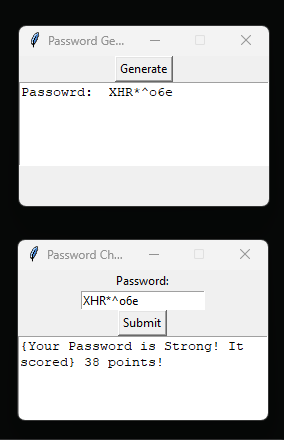 Password Ge...
Generate
Passowrd:  XHR*^o6e
Password Ch...
Password:
XHR*^o6e
Submit
{Your Password is Strong! It
scored} 38 points!